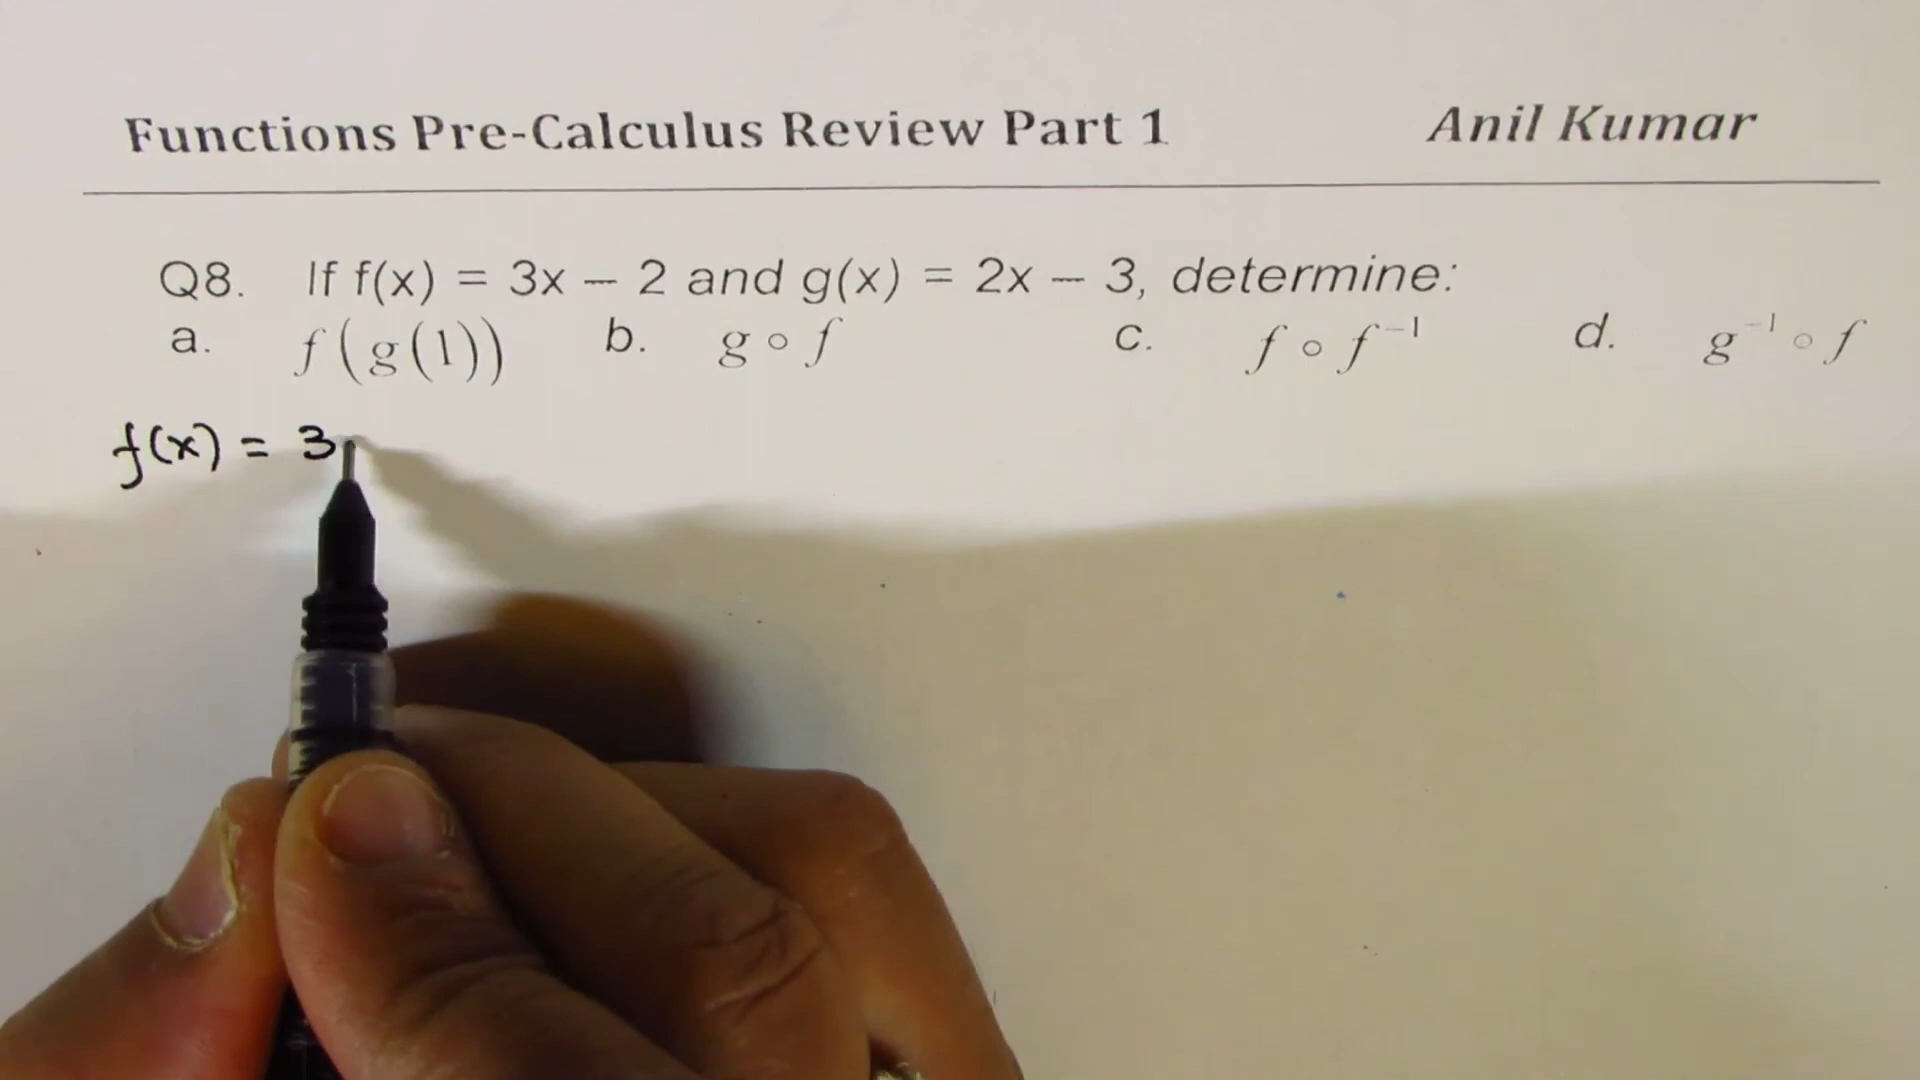 Functions Pre-Calculus Review Part 1 Anil Kumar
Q8. If f(x) = 3x – 2 and g(x) = 2x – 3, determine:
a. f(g(1)) b. g∘f c. f∘f⁻¹ d. g⁻¹∘f
f(x) = 3